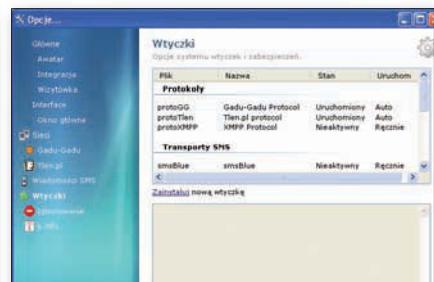 Opcje...
Główne
Awatar
Integracja
Wizytówka
Interface
Okno główne
Sieci
Gadu-Gadu
Tlen.pl
Wiadomości SMS
Wtyczki
Wtyczki
Opcje systemu wtyczek i zabezpieczeń.
Plik Nazwa Stan Uruchom
Protokoły
protoGG Gadu-Gadu Protocol Uruchomiony Auto
protoTlen Tlen.pl protocol Uruchomiony Auto
protoXMPP XMPP Protocol Nieaktywny Ręcznie
Transporty SMS
smsBlue smsBlue Nieaktywny Ręcznie
Zainstaluj nową wtyczkę